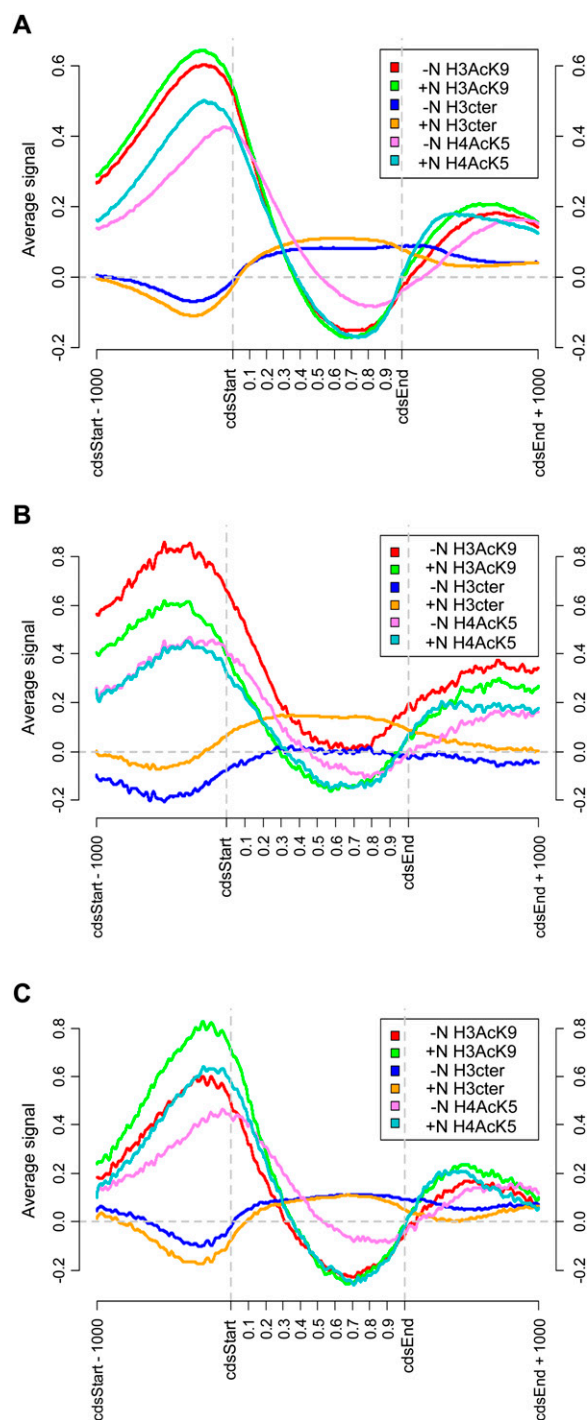 A
Average signal
-0.2
0.0
0.2
0.4
0.6
-N H3AcK9
+N H3AcK9
-N H3cter
+N H3cter
-N H4AcK5
+N H4AcK5
-0.2
0.0
0.2
0.4
0.6
cdsStart - 1000
cdsStart
0.1
0.2
0.3
0.4
0.5
0.6
0.7
0.8
0.9
cdsEnd
cdsEnd + 1000
B
Average signal
-0.2
0.0
0.2
0.4
0.6
0.8
-N H3AcK9
+N H3AcK9
-N H3cter
+N H3cter
-N H4AcK5
+N H4AcK5
-0.2
0.0
0.2
0.4
0.6
0.8
cdsStart - 1000
cdsStart
0.1
0.2
0.3
0.4
0.5
0.6
0.7
0.8
0.9
cdsEnd
cdsEnd + 1000
C
Average signal
-0.2
0.0
0.2
0.4
0.6
0.8
-N H3AcK9
+N H3AcK9
-N H3cter
+N H3cter
-N H4AcK5
+N H4AcK5
-0.2
0.0
0.2
0.4
0.6
0.8
cdsStart - 1000
cdsStart
0.1
0.2
0.3
0.4
0.5
0.6
0.7
0.8
0.9
cdsEnd
cdsEnd + 1000